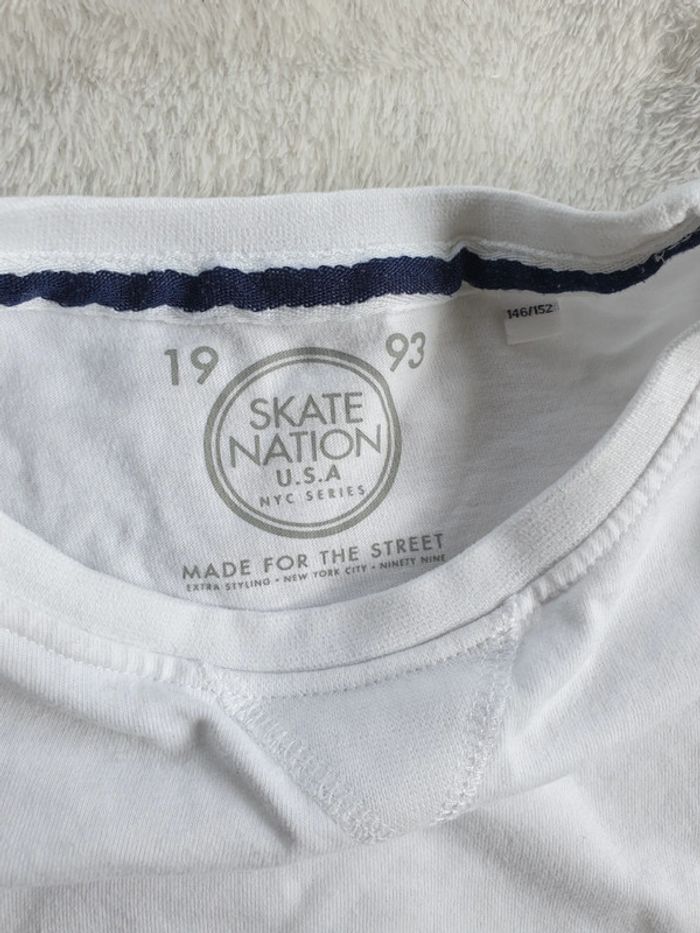 146/152
19 93
SKATE
NATION
U.S.A
NYC SERIES
MADE FOR THE STREET
EXTRA STYLING • NEW YORK CITY • NINETY NINE